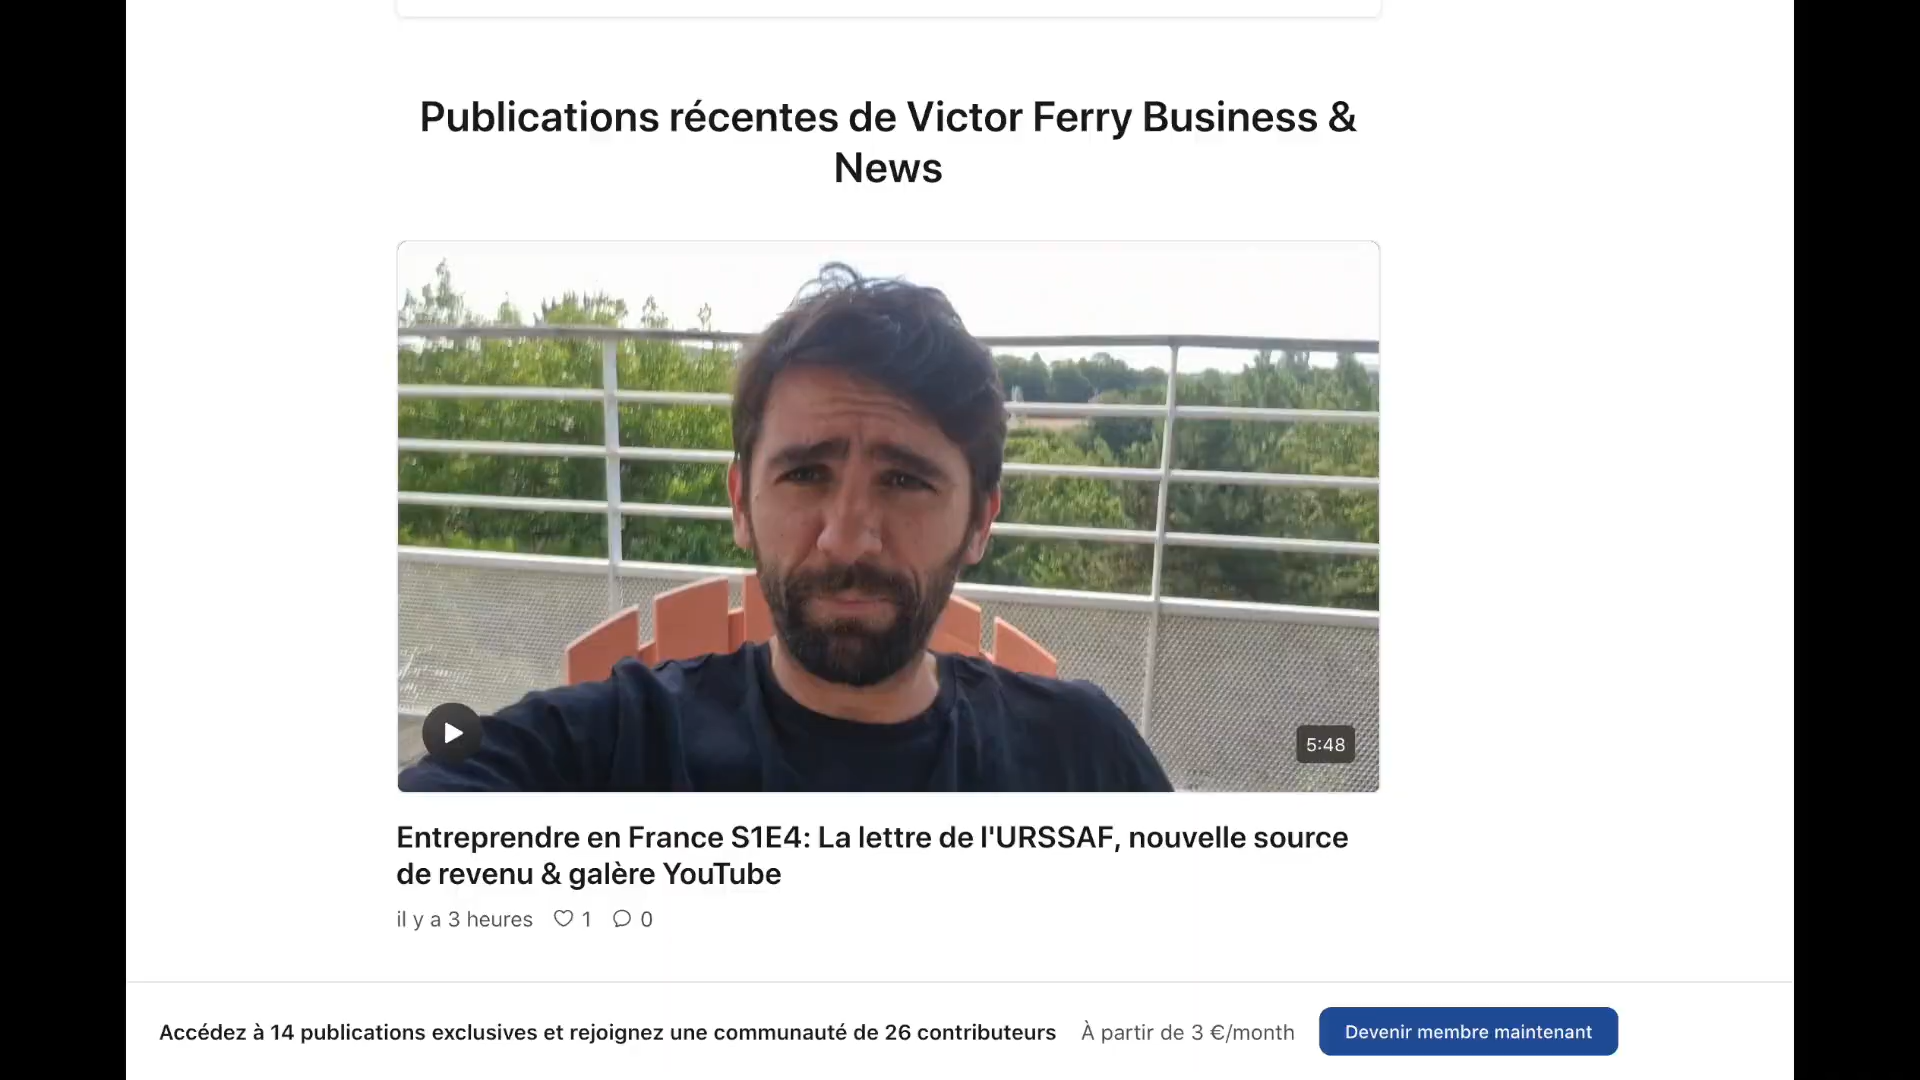 Publications récentes de Victor Ferry Business &
News
5:48
Entreprendre en France S1E4: La lettre de l'URSSAF, nouvelle source
de revenu & galère YouTube
il y a 3 heures 1 0
Accédez à 14 publications exclusives et rejoignez une communauté de 26 contributeurs À partir de 3 €/month Devenir membre maintenant